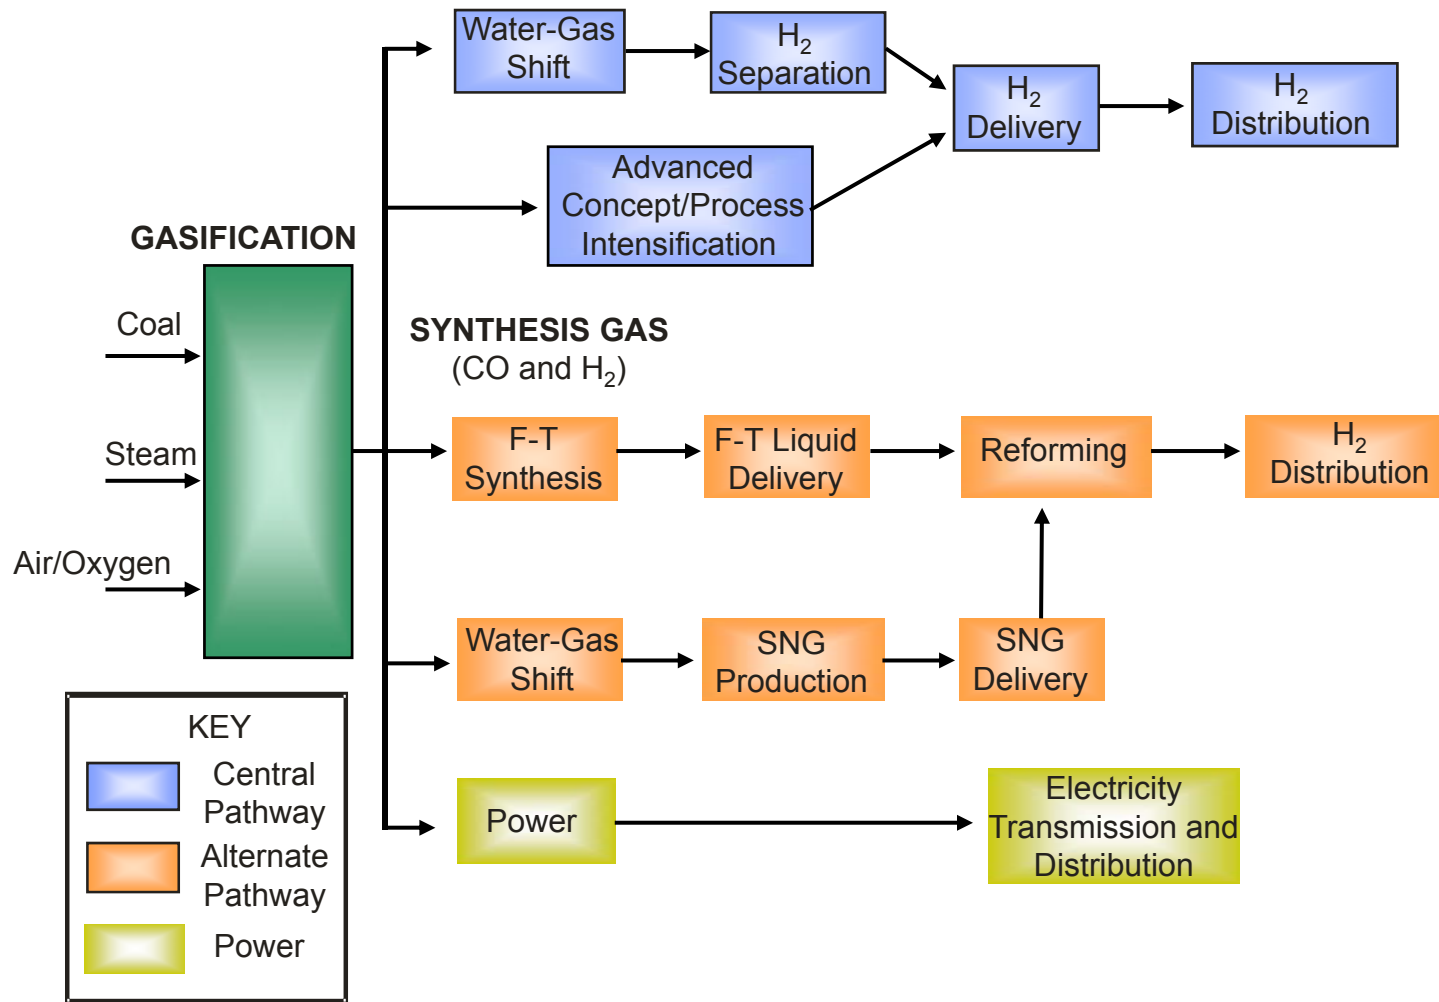 Water-Gas
Shift
H₂
Separation
H₂
Delivery
H₂
Distribution
Advanced
Concept/Process
Intensification
GASIFICATION
Coal
Steam
Air/Oxygen
SYNTHESIS GAS
(CO and H₂)
F-T
Synthesis
F-T Liquid
Delivery
Reforming
H₂
Distribution
Water-Gas
Shift
SNG
Production
SNG
Delivery
Power
Electricity
Transmission and
Distribution
KEY
Central
Pathway
Alternate
Pathway
Power